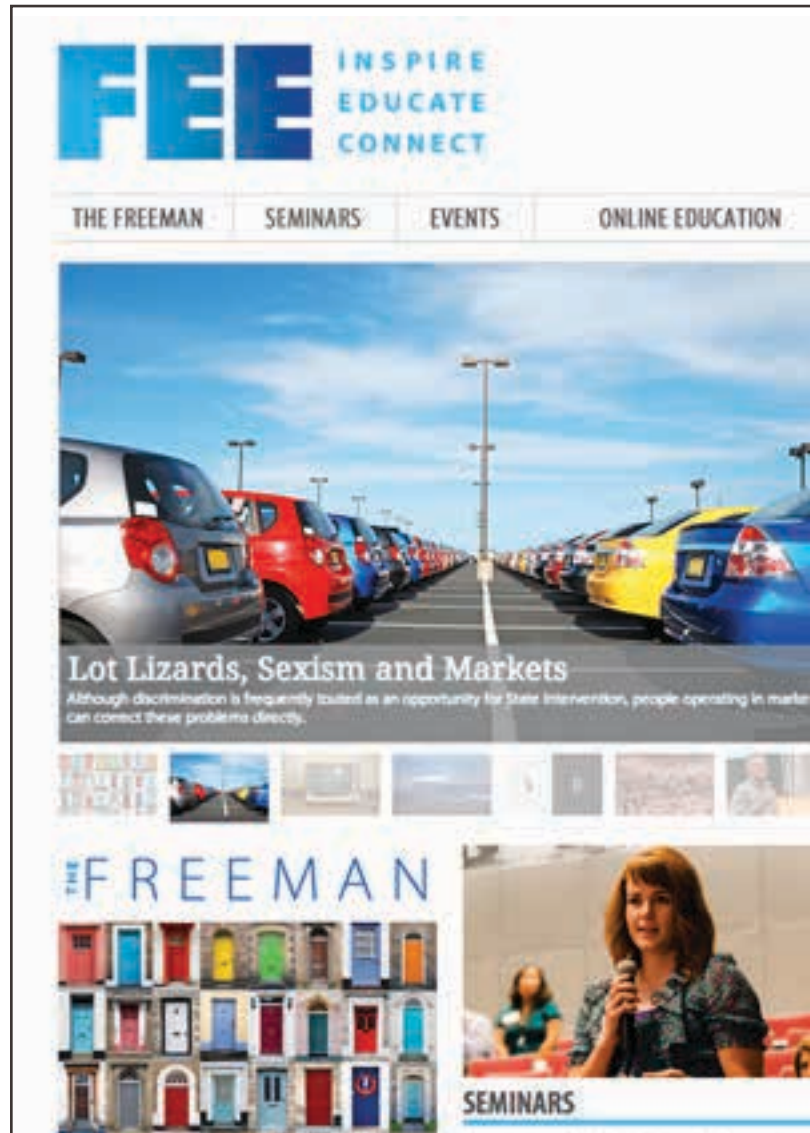 FEE
INSPIRE
EDUCATE
CONNECT
THE FREEMAN SEMINARS EVENTS ONLINE EDUCATION
Lot Lizards, Sexism and Markets
Although discrimination is frequently touted as an opportunity for State intervention, people operating in
can correct these problems directly.
THE FREEMAN
SEMINARS